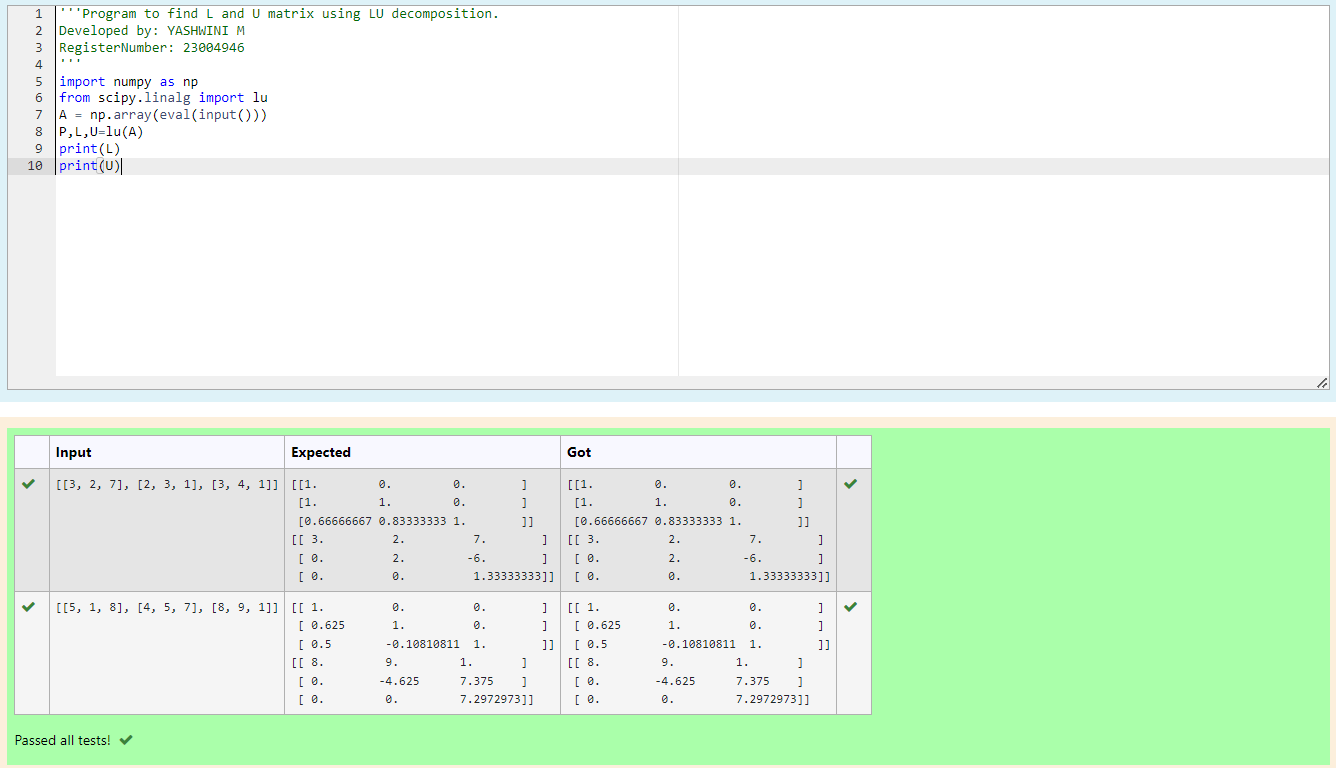 1 '''Program to find L and U matrix using LU decomposition.
2 Developed by: YASHWINI M
3 RegisterNumber: 23004946
4 '''
5 import numpy as np
6 from scipy.linalg import lu
7 A = np.array(eval(input()))
8 P,L,U=lu(A)
9 print(L)
10 print(U)
Input Expected Got
[[3, 2, 7], [2, 3, 1], [3, 4, 1]] [[1. 0. 0. ] [[1. 0. 0. ]
[1. 1. 0. ] [1. 1. 0. ]
[0.66666667 0.83333333 1. ]] [0.66666667 0.83333333 1. ]]
[[ 3. 2. 7. ] [[ 3. 2. 7. ]
[ 0. 2. -6. ] [ 0. 2. -6. ]
[ 0. 0. 1.33333333]] [ 0. 0. 1.33333333]]
[[5, 1, 8], [4, 5, 7], [8, 9, 1]] [[ 1. 0. 0. ] [[ 1. 0. 0. ]
[ 0.625 1. 0. ] [ 0.625 1. 0. ]
[ 0.5 -0.10810811 1. ]] [ 0.5 -0.10810811 1. ]]
[[ 8. 9. 1. ] [[ 8. 9. 1. ]
[ 0. -4.625 7.375 ] [ 0. -4.625 7.375 ]
[ 0. 0. 7.2972973]] [ 0. 0. 7.2972973]]
Passed all tests!